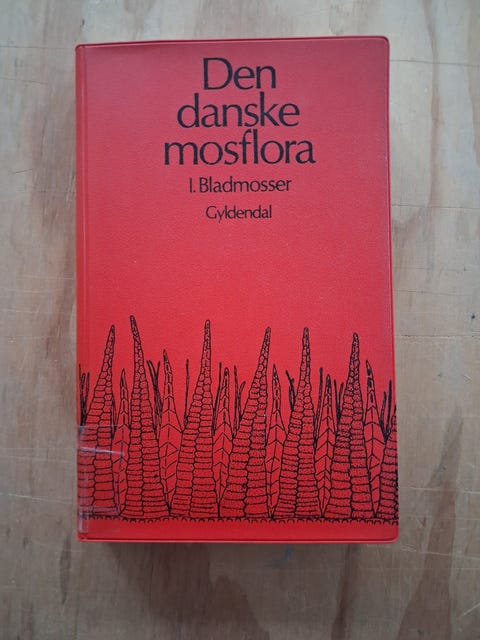 Den
danske
mosflora
I. Bladmosser
Gyldendal